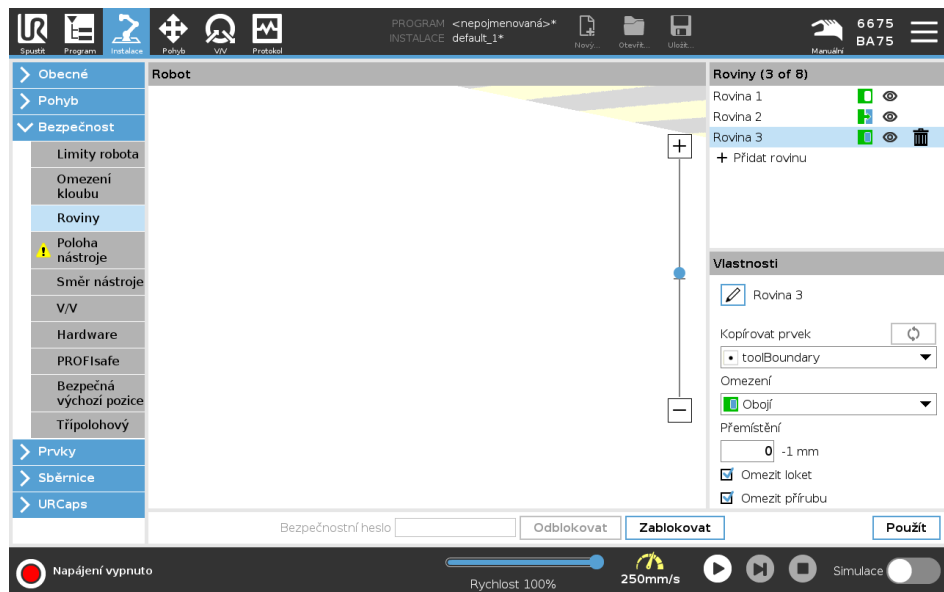 PROGRAM <nepojmenovaná>*
INSTALACE default_1*
Spustit
Program
Instalace
Pohyb
V/V
Protokol
Nový...
Otevřít...
Uložit...
Manuální
6675
BA75
Obecné
Pohyb
Bezpečnost
Limity robota
Omezení
kloubu
Roviny
Poloha
nástroje
Směr nástroje
V/V
Hardware
PROFIsafe
Bezpečná
výchozí pozice
Třípolohový
Prvky
Sběrnice
URCaps
Robot
Bezpečnostní heslo
Odblokovat
Zablokovat
Použít
Roviny (3 of 8)
Rovina 1
Rovina 2
Rovina 3
+ Přidat rovinu
Vlastnosti
Rovina 3
Kopírovat prvek
toolBoundary
Omezení
Obojí
Přemístění
0 -1 mm
Omezit loket
Omezit přírubu
Napájení vypnuto
Rychlost 100%
250mm/s
Simulace